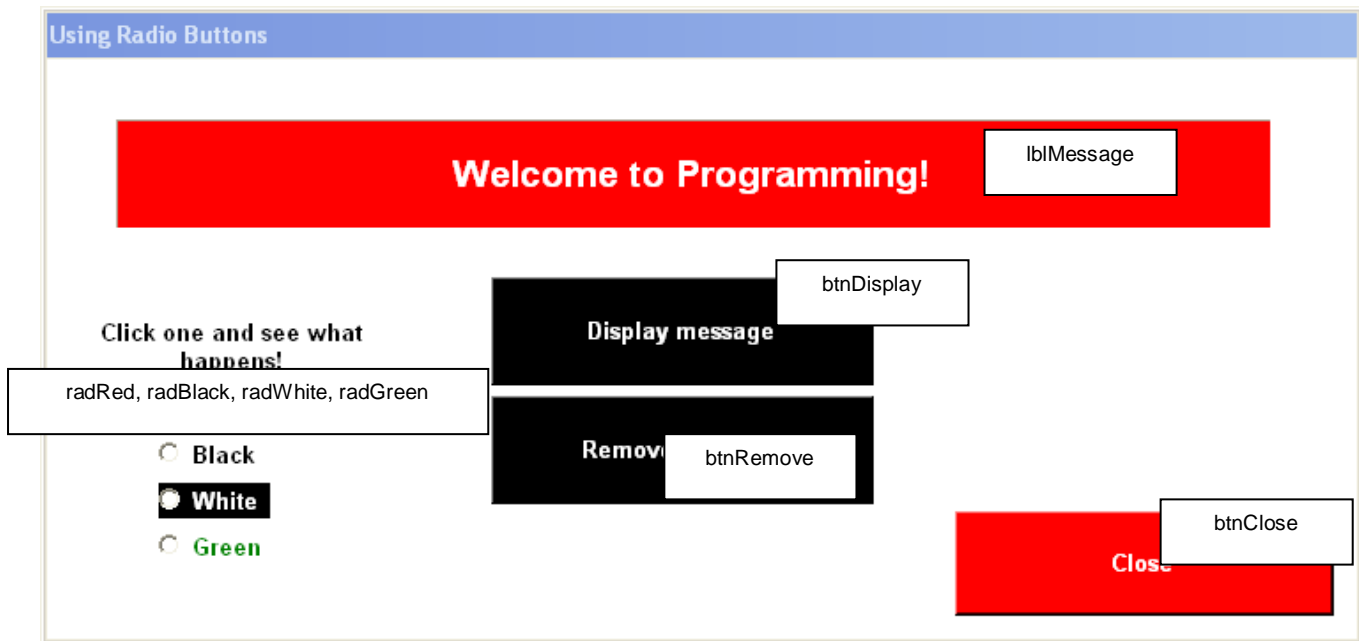 Using Radio Buttons
Welcome to Programming!
lblMessage
btnDisplay
Display message
Click one and see what
happens!
radRed, radBlack, radWhite, radGreen
Black
Remov
btnRemove
White
Green
btnClose
Close